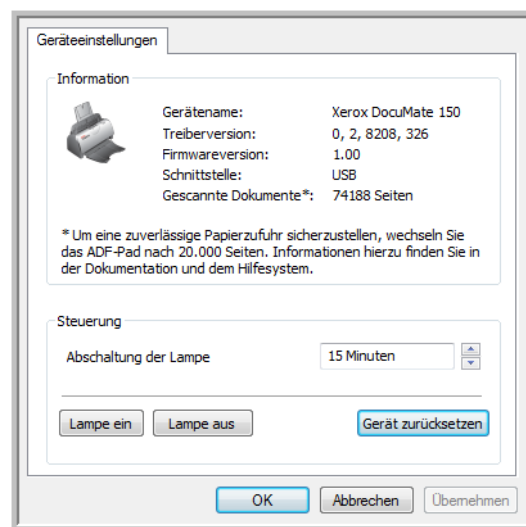 Geräteeinstellungen
Information
Gerätename: Xerox DocuMate 150
Treiberversion: 0, 2, 8208, 326
Firmwareversion: 1.00
Schnittstelle: USB
Gescannte Dokumente*: 74188 Seiten
* Um eine zuverlässige Papierzufuhr sicherzustellen, wechseln Sie
das ADF-Pad nach 20.000 Seiten. Informationen hierzu finden Sie in
der Dokumentation und dem Hilfesystem.
Steuerung
Abschaltung der Lampe 15 Minuten
Lampe ein Lampe aus Gerät zurücksetzen
OK Abbrechen Übernehmen